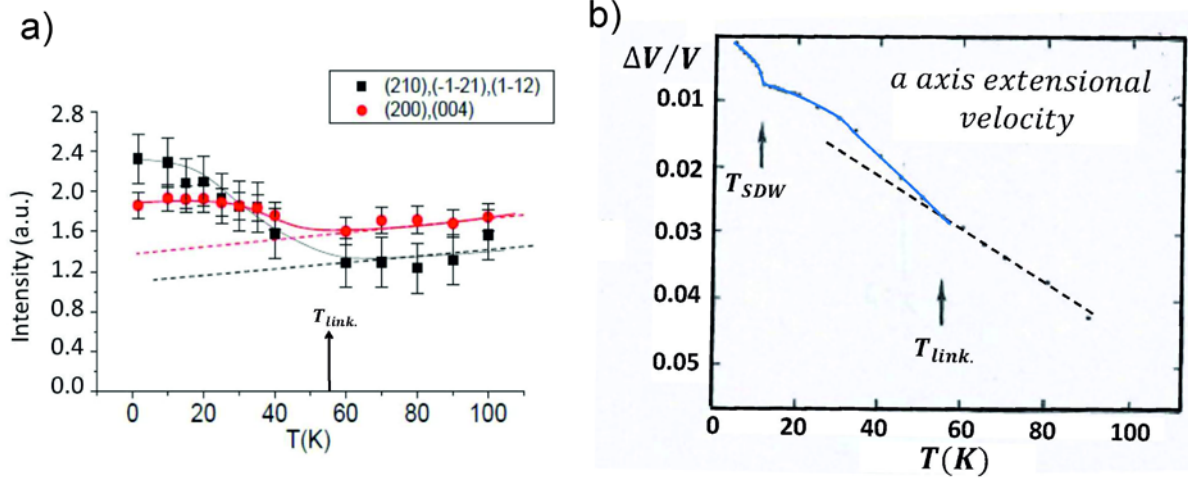 a)
(210),(-1-21),(1-12)
(200),(004)
2.8
2.4
2.0
1.6
1.2
0.8
0.4
0.0
Intensity (a.u.)
T_link.
0 20 40 60 80 100
T(K)
b)
ΔV/V
0.01
0.02
0.03
0.04
0.05
a axis extensional
velocity
T_SDW
T_link.
0 20 40 60 80 100
T(K)